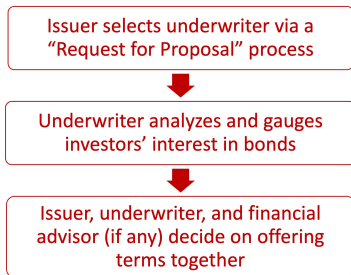 Issuer selects underwriter via a
“Request for Proposal” process
Underwriter analyzes and gauges
investors’ interest in bonds
Issuer, underwriter, and financial
advisor (if any) decide on offering
terms together